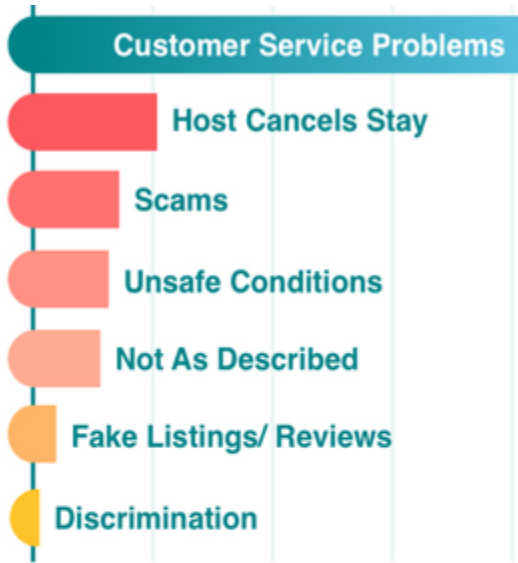 Customer Service Problems
Host Cancels Stay
Scams
Unsafe Conditions
Not As Described
Fake Listings/ Reviews
Discrimination